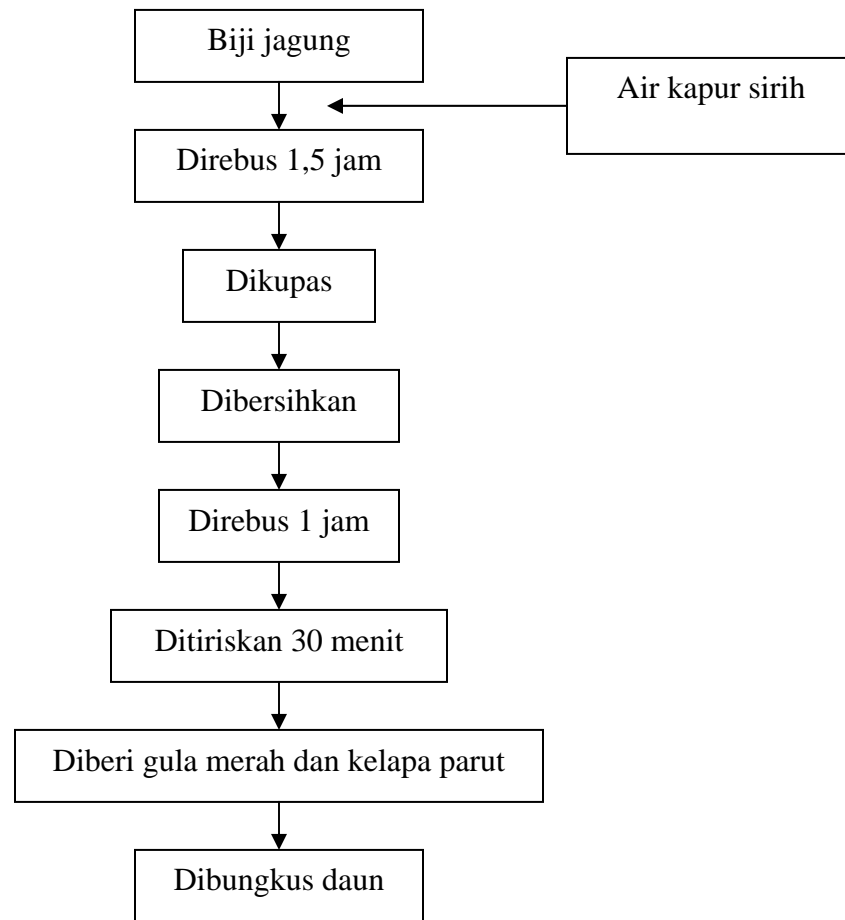 Biji jagung
Air kapur sirih
Direbus 1,5 jam
Dikupas
Dibersihkan
Direbus 1 jam
Ditiriskan 30 menit
Diberi gula merah dan kelapa parut
Dibungkus daun